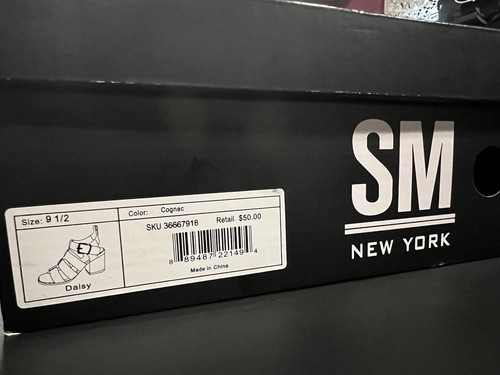 SM
NEW YORK
Size: 9 1/2
Color: Cognac
SKU 36667918 Retail $50.00
8 89487 22149 4
Made in China
Daisy